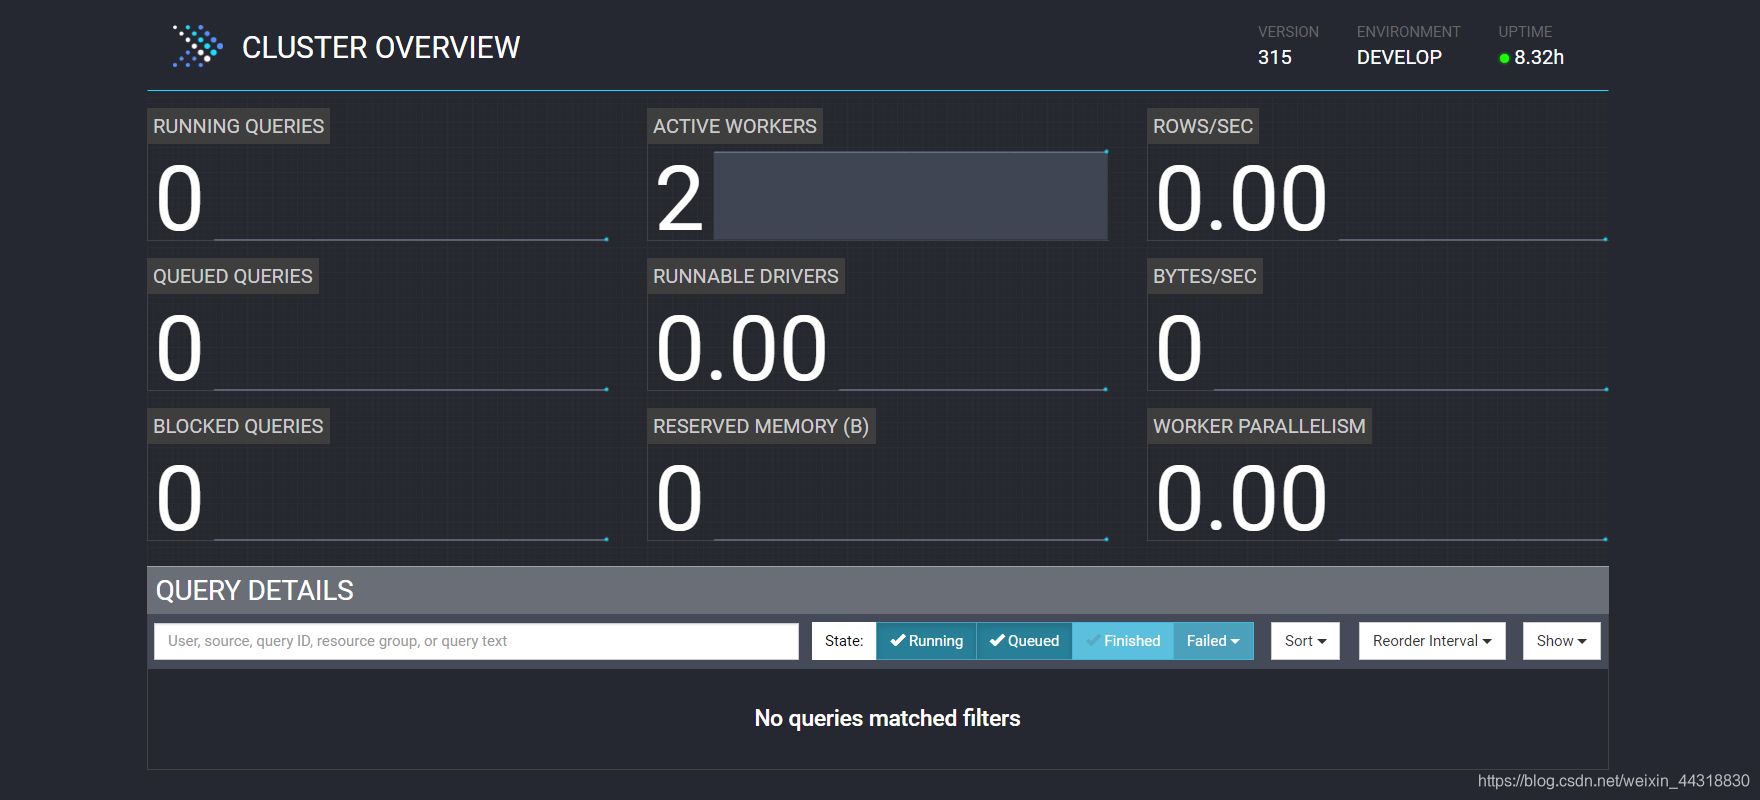 CLUSTER OVERVIEW
VERSION
315
ENVIRONMENT
DEVELOP
UPTIME
8.32h
RUNNING QUERIES
0
ACTIVE WORKERS
2
ROWS/SEC
0.00
QUEUED QUERIES
0
RUNNABLE DRIVERS
0.00
BYTES/SEC
0
BLOCKED QUERIES
0
RESERVED MEMORY (B)
0
WORKER PARALLELISM
0.00
QUERY DETAILS
User, source, query ID, resource group, or query text
State: Running Queued Finished Failed
Sort
Reorder Interval
Show
No queries matched filters
https://blog.csdn.net/weixin_44318830